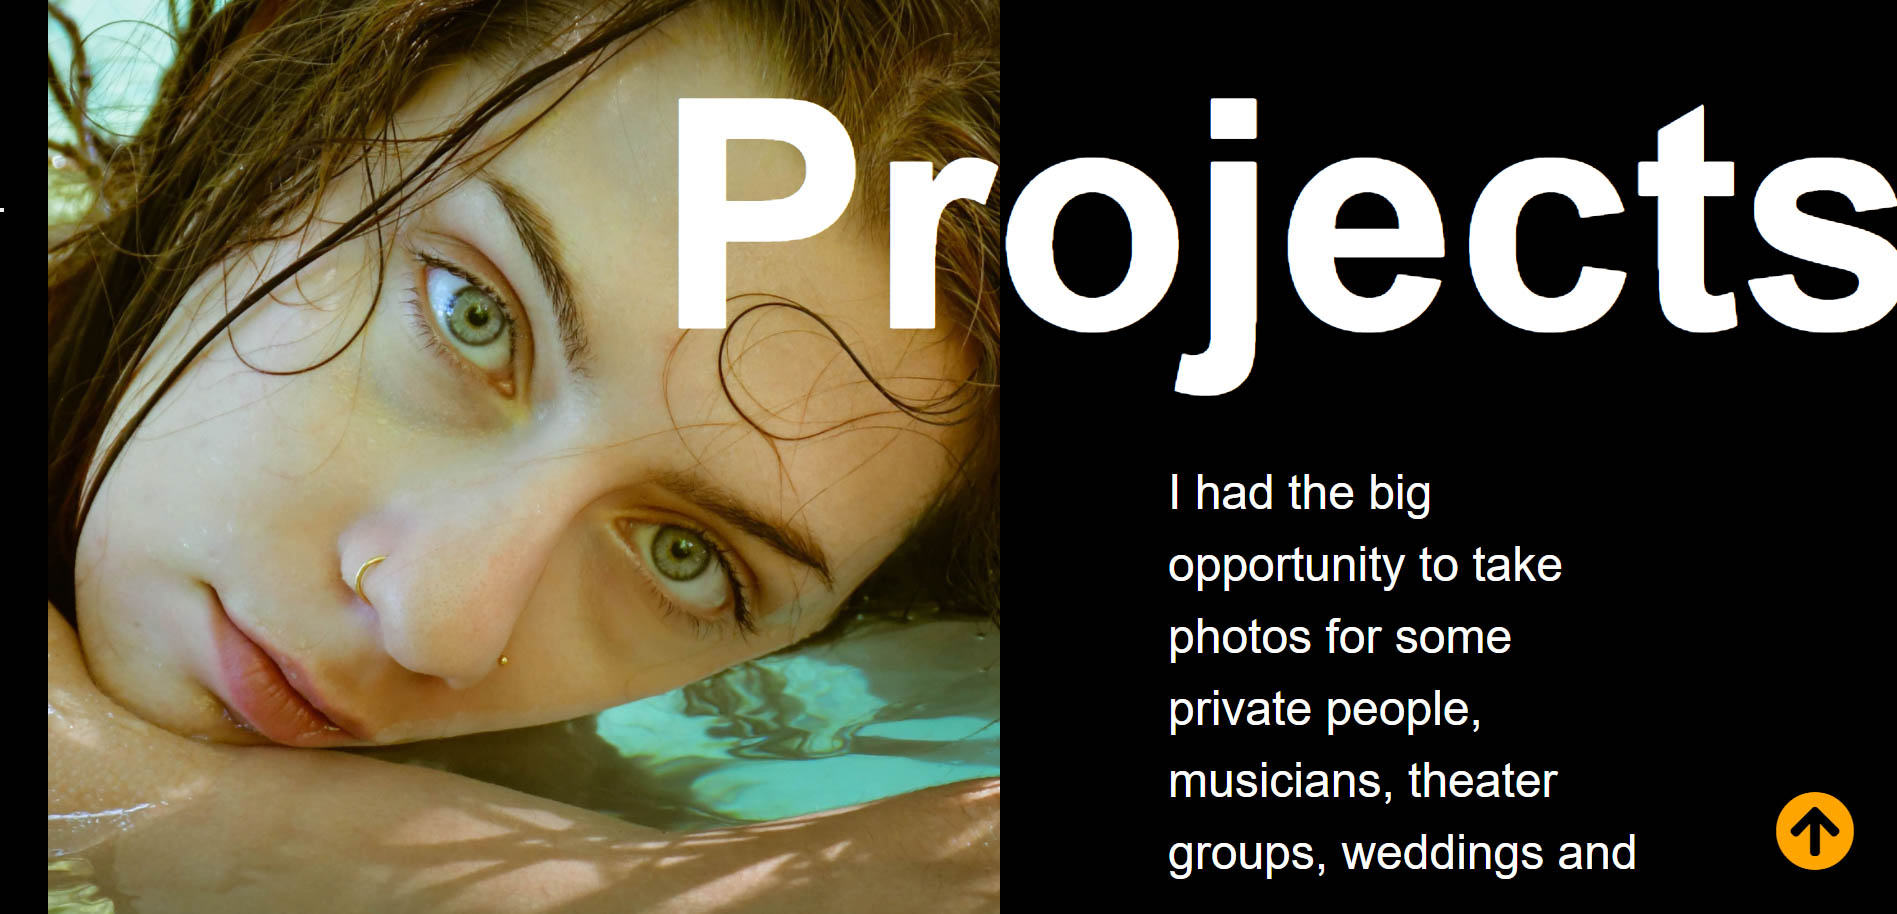 Projects
I had the big
opportunity to take
photos for some
private people,
musicians, theater
groups, weddings and